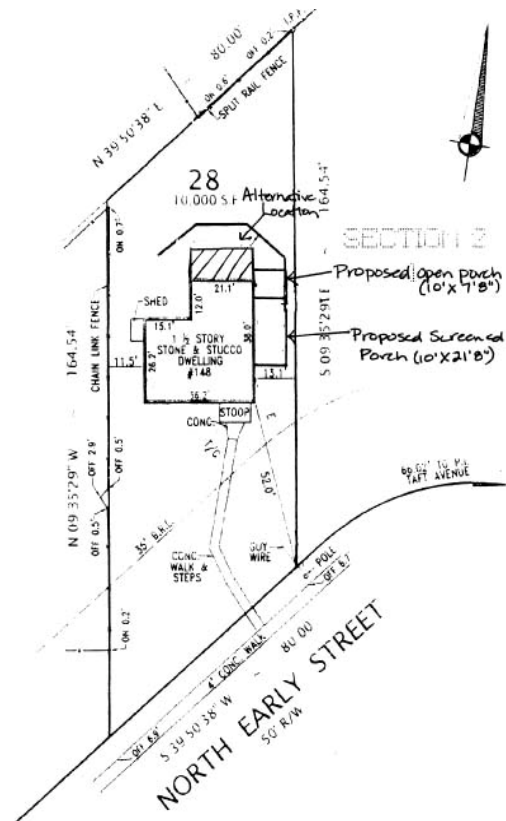 80.00'
I.P.F.
OFF 0.2'
ON 0.6'
SPLIT RAIL FENCE
N 39 50'38" E
28
10,000 S.F
Alternative
Location
164.54'
SECTION 2
ON 0.7'
Proposed open porch
(10'x 7'8")
21.1'
12.0'
SHED
15.1'
S 09 35'29" E
Proposed Screened
Porch (10'x21'8")
1 ½ STORY
STONE & STUCCO
DWELLING
#148
26.2'
38.0'
11.5'
13.1'
36.2'
CHAIN LINK FENCE
164.54
N 09 35'29" W
STOOP
CONC.
52.0'
OFF 2.9'
OFF 0.5'
OFF 0.5'
35' B.R.L.
TAFT AVENUE
CONC.
WALK &
STEPS
GUY
WIRE
POLE
OFF 6.7'
ON 0.2'
4' CONC. WALK
80 00
S 39 50'38" W
OFF 6.9'
NORTH EARLY STREET
50' R/W